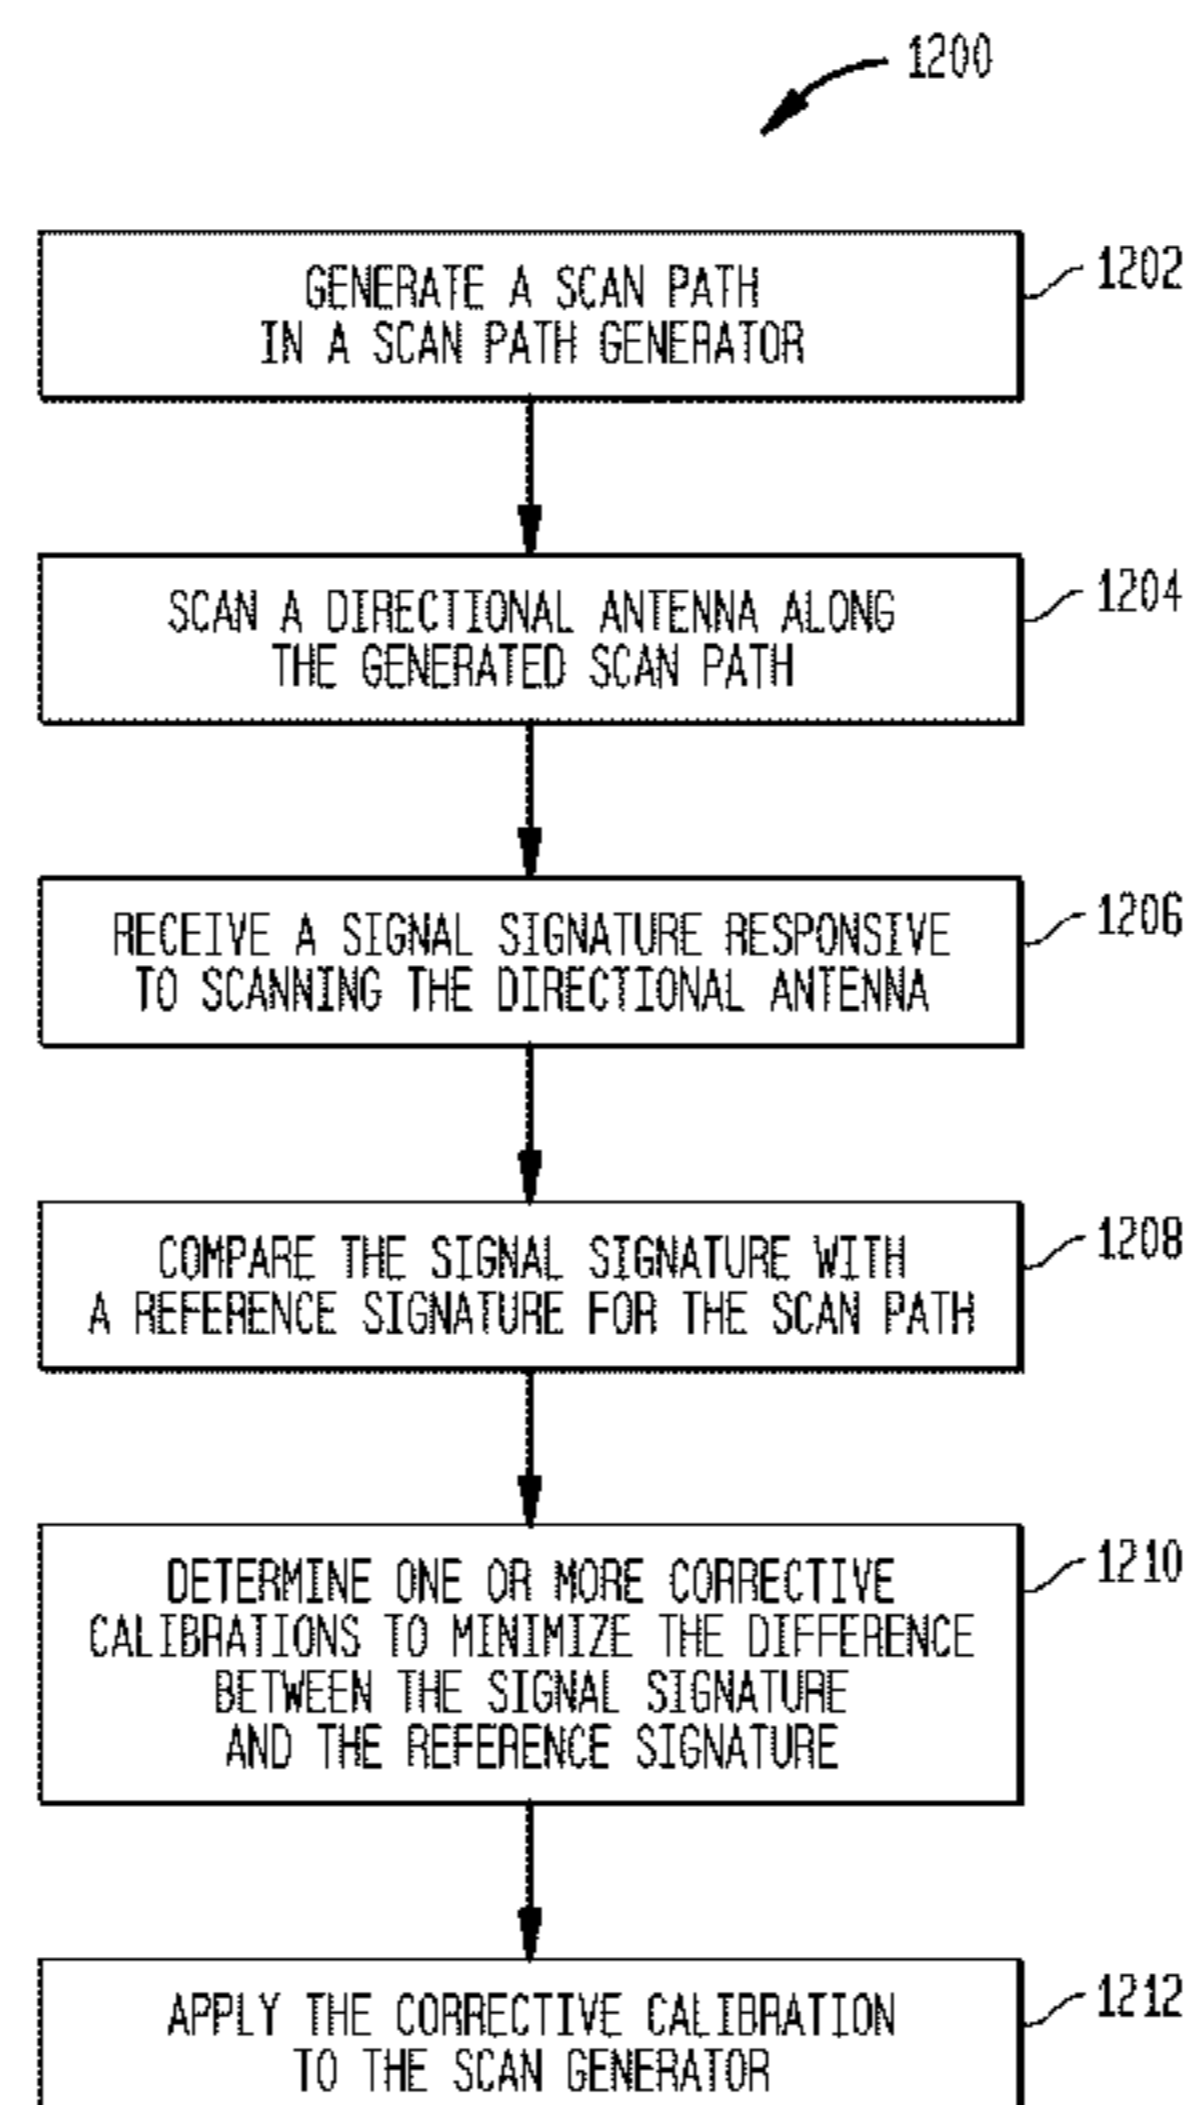 1200
GENERATE A SCAN PATH
IN A SCAN PATH GENERATOR
1202
SCAN A DIRECTIONAL ANTENNA ALONG
THE GENERATED SCAN PATH
1204
RECEIVE A SIGNAL SIGNATURE RESPONSIVE
TO SCANNING THE DIRECTIONAL ANTENNA
1206
COMPARE THE SIGNAL SIGNATURE WITH
A REFERENCE SIGNATURE FOR THE SCAN PATH
1208
DETERMINE ONE OR MORE CORRECTIVE
CALIBRATIONS TO MINIMIZE THE DIFFERENCE
BETWEEN THE SIGNAL SIGNATURE
AND THE REFERENCE SIGNATURE
1210
APPLY THE CORRECTIVE CALIBRATION
TO THE SCAN GENERATOR
1212